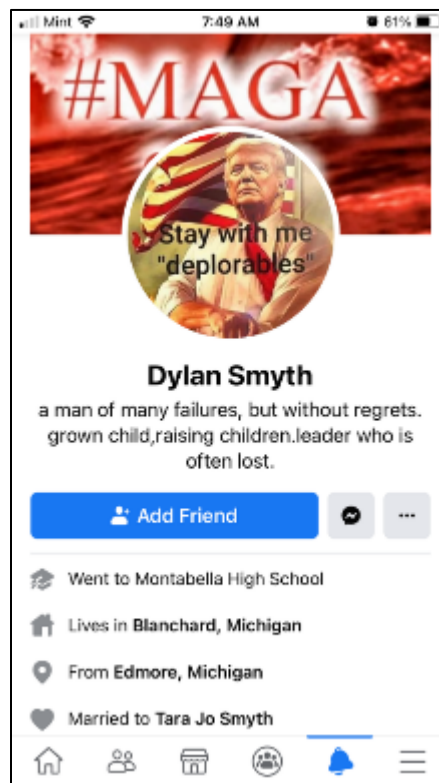 Mint
7:49 AM
61%
#MAGA
Stay with me
"deplorables"
Dylan Smyth
a man of many failures, but without regrets.
grown child,raising children.leader who is
often lost.
Add Friend
Went to Montabella High School
Lives in Blanchard, Michigan
From Edmore, Michigan
Married to Tara Jo Smyth